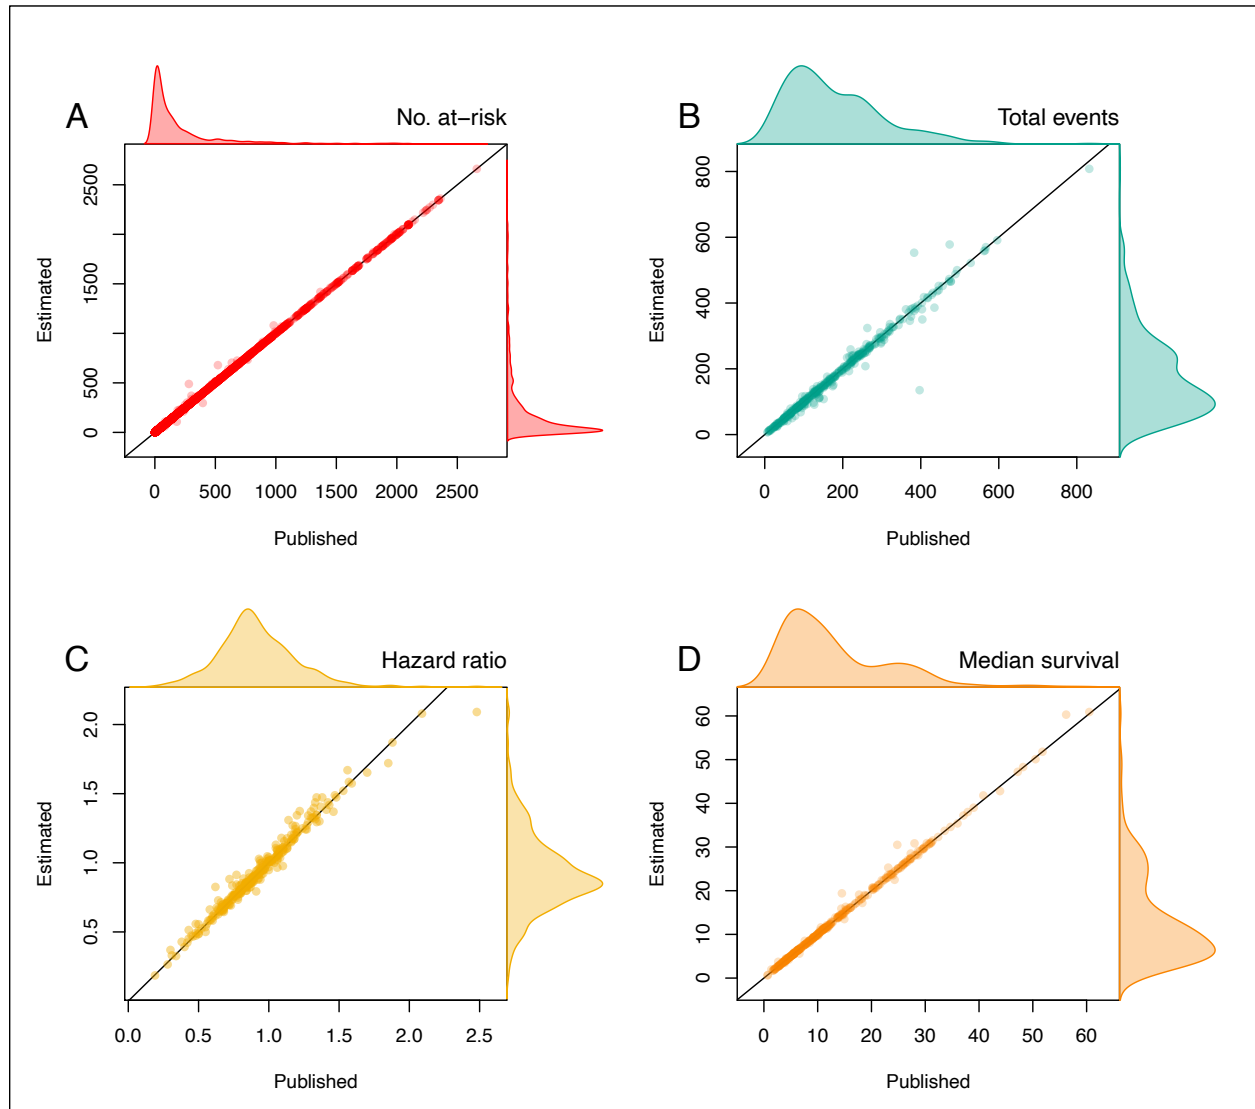 A
No. at−risk
2500
1500
500
0
Estimated
0 500 1000 1500 2000 2500
Published
B
Total events
800
600
400
200
0
Estimated
0 200 400 600 800
Published
C
Hazard ratio
2.0
1.5
1.0
0.5
Estimated
0.0 0.5 1.0 1.5 2.0 2.5
Published
D
Median survival
60
50
40
30
20
10
0
Estimated
0 10 20 30 40 50 60
Published